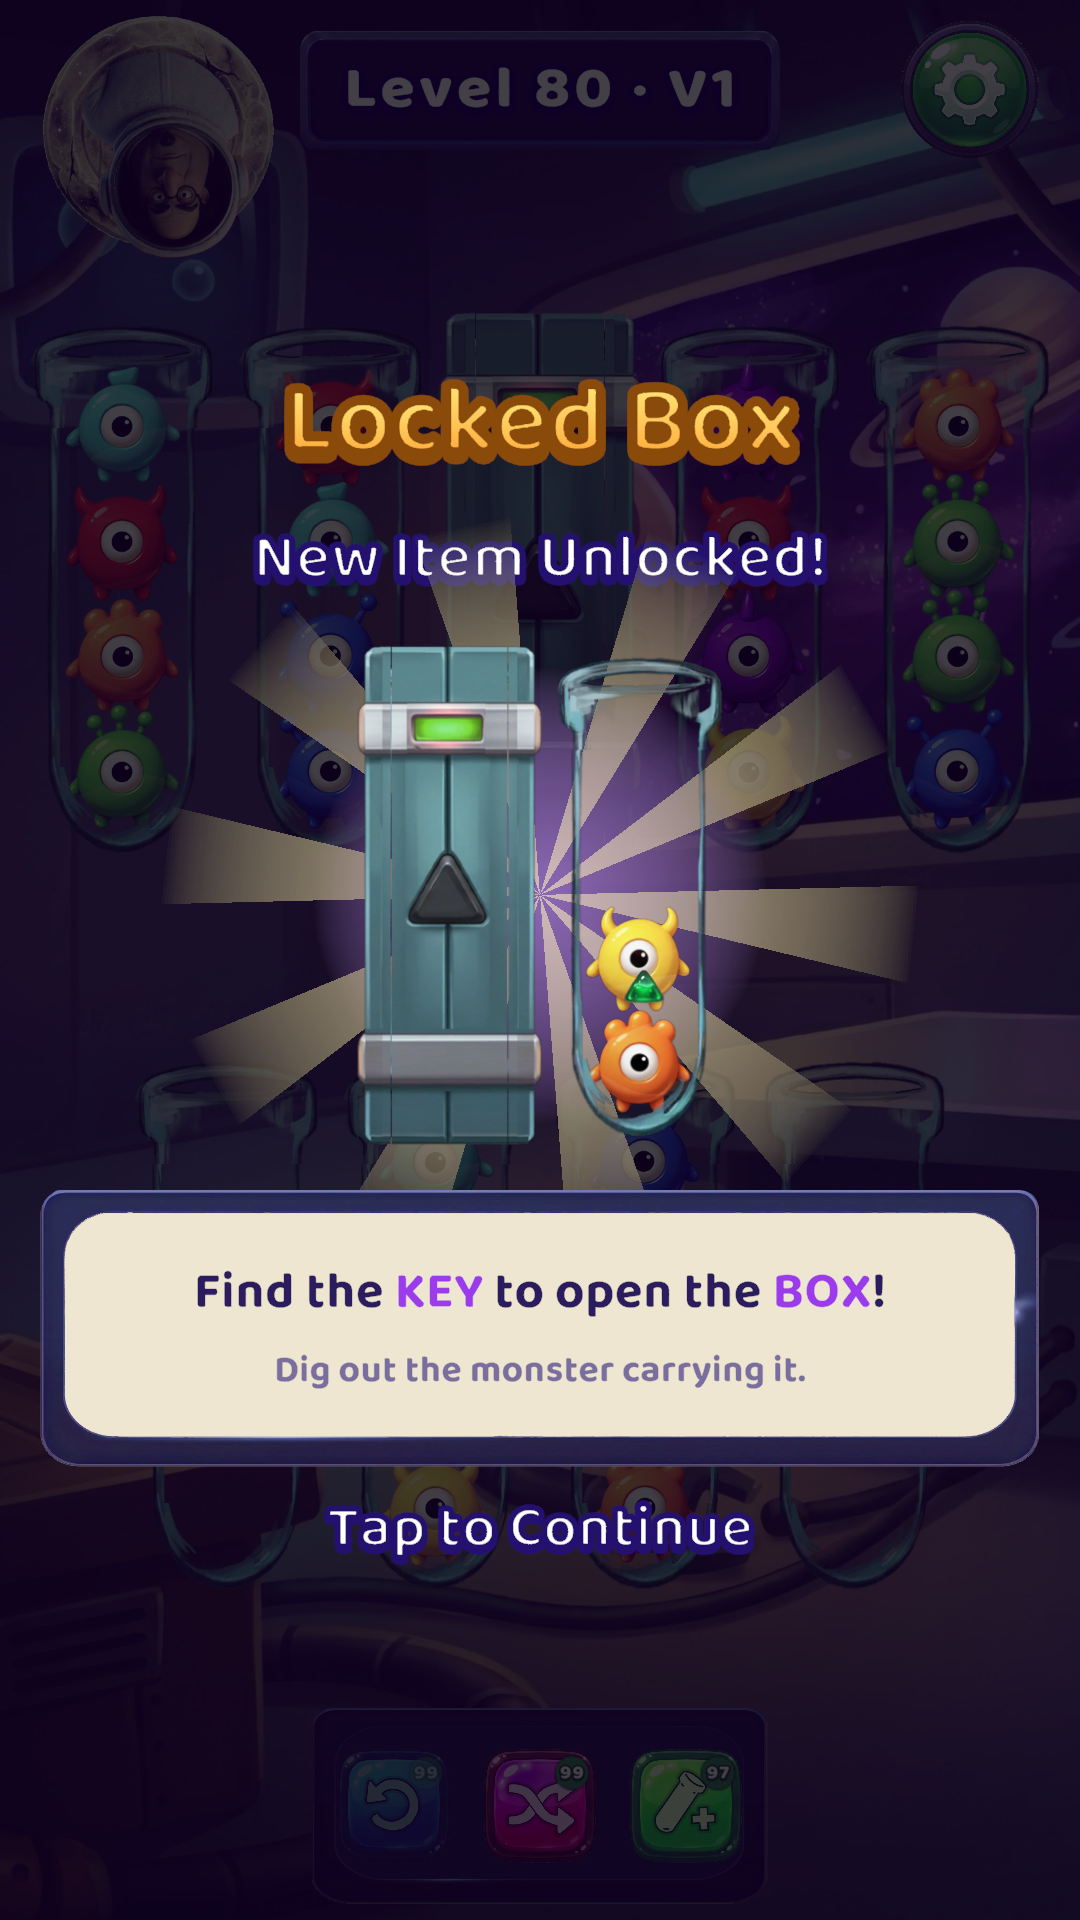 Level 80 · V1
Locked Box
New Item Unlocked!
Find the KEY to open the BOX!
Dig out the monster carrying it.
Tap to Continue
99
99
97